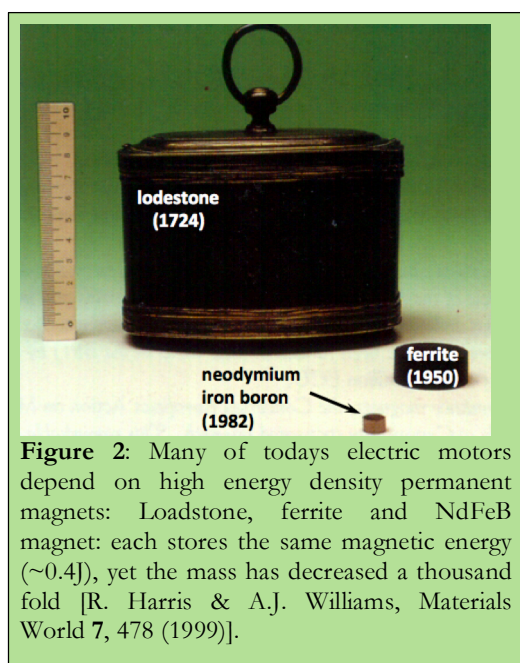 lodestone
(1724)
ferrite
(1950)
neodymium
iron boron
(1982)
Figure 2: Many of todays electric motors
depend on high energy density permanent
magnets: Loadstone, ferrite and NdFeB
magnet: each stores the same magnetic energy
(~0.4J), yet the mass has decreased a thousand
fold [R. Harris & A.J. Williams, Materials
World 7, 478 (1999)].